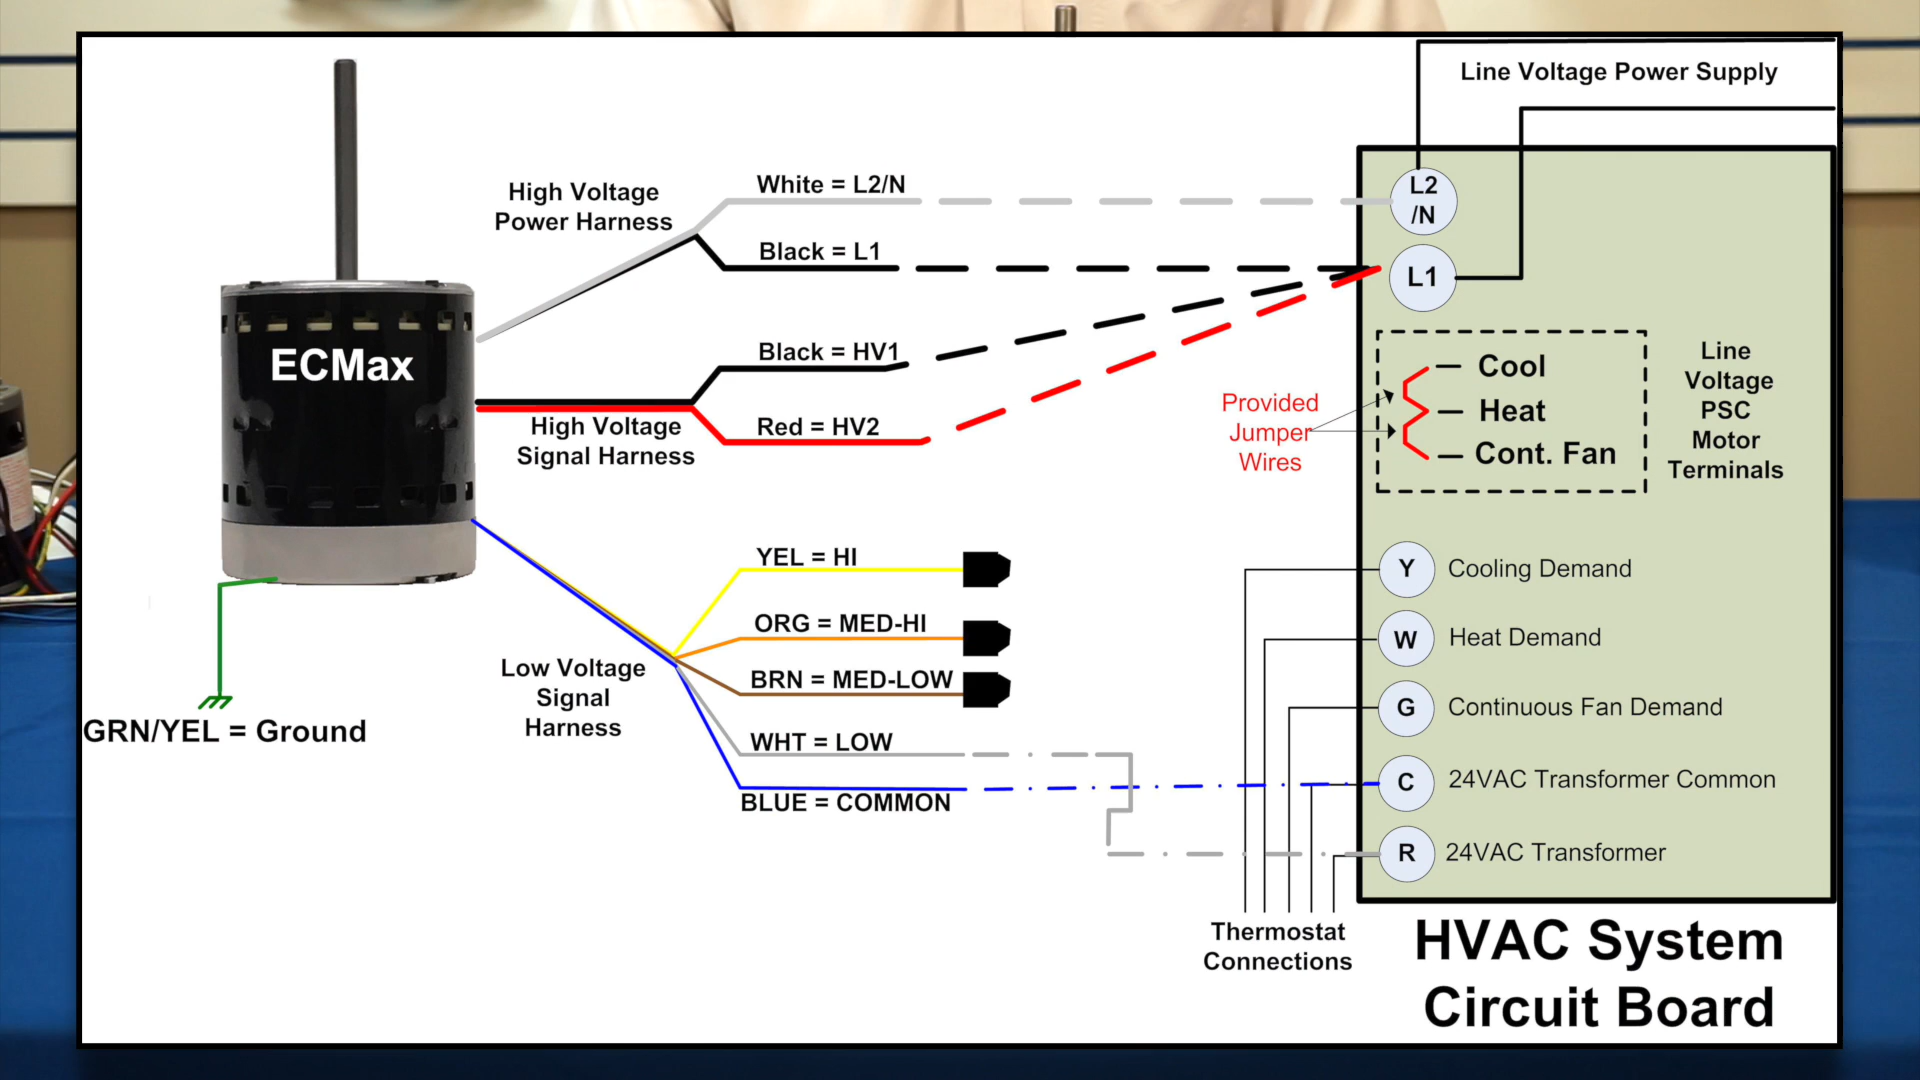 Line Voltage Power Supply
High Voltage
Power Harness
White = L2/N
Black = L1
L2
/N
L1
ECMax
Black = HV1
Red = HV2
High Voltage
Signal Harness
Provided
Jumper
Wires
Cool
Heat
Cont. Fan
Line
Voltage
PSC
Motor
Terminals
YEL = HI
ORG = MED-HI
BRN = MED-LOW
WHT = LOW
BLUE = COMMON
Low Voltage
Signal
Harness
GRN/YEL = Ground
Y Cooling Demand
W Heat Demand
G Continuous Fan Demand
C 24VAC Transformer Common
R 24VAC Transformer
Thermostat
Connections
HVAC System
Circuit Board